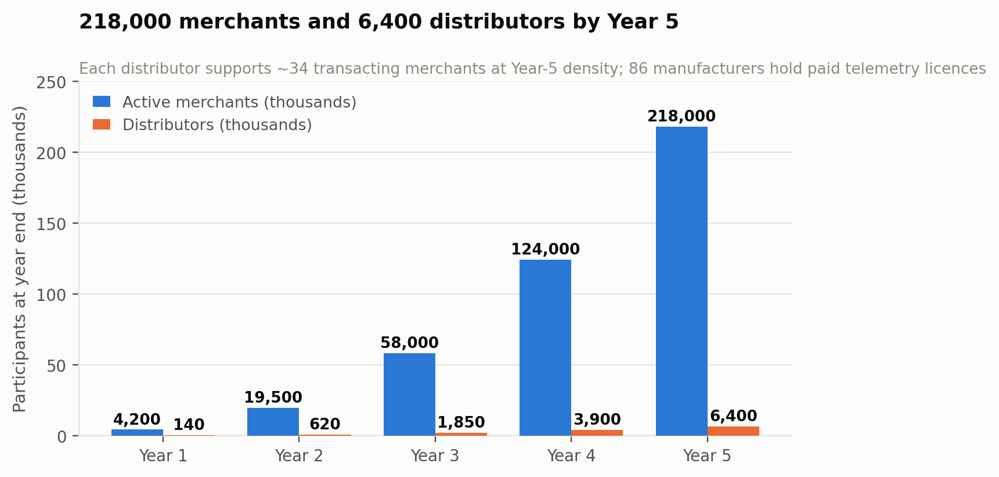 218,000 merchants and 6,400 distributors by Year 5
Each distributor supports ~34 transacting merchants at Year-5 density; 86 manufacturers hold paid telemetry licences
Participants at year end (thousands)
250
200
150
100
50
0
Active merchants (thousands)
Distributors (thousands)
4,200
140
19,500
620
58,000
1,850
124,000
3,900
218,000
6,400
Year 1
Year 2
Year 3
Year 4
Year 5